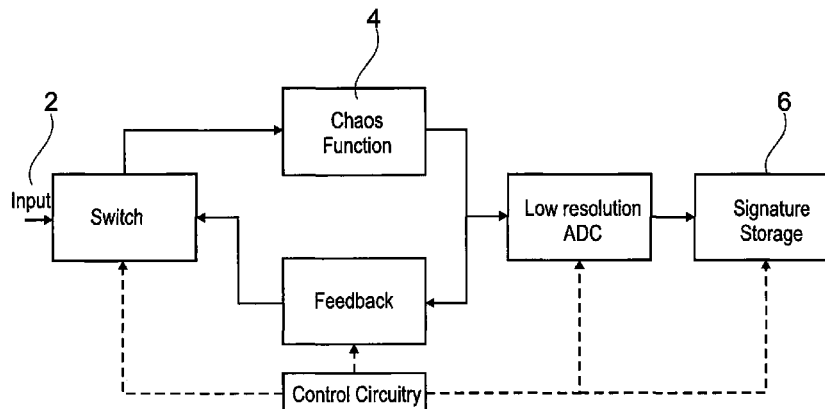 4
2
6
Chaos
Function
Input
Switch
Low resolution
ADC
Signature
Storage
Feedback
Control Circuitry